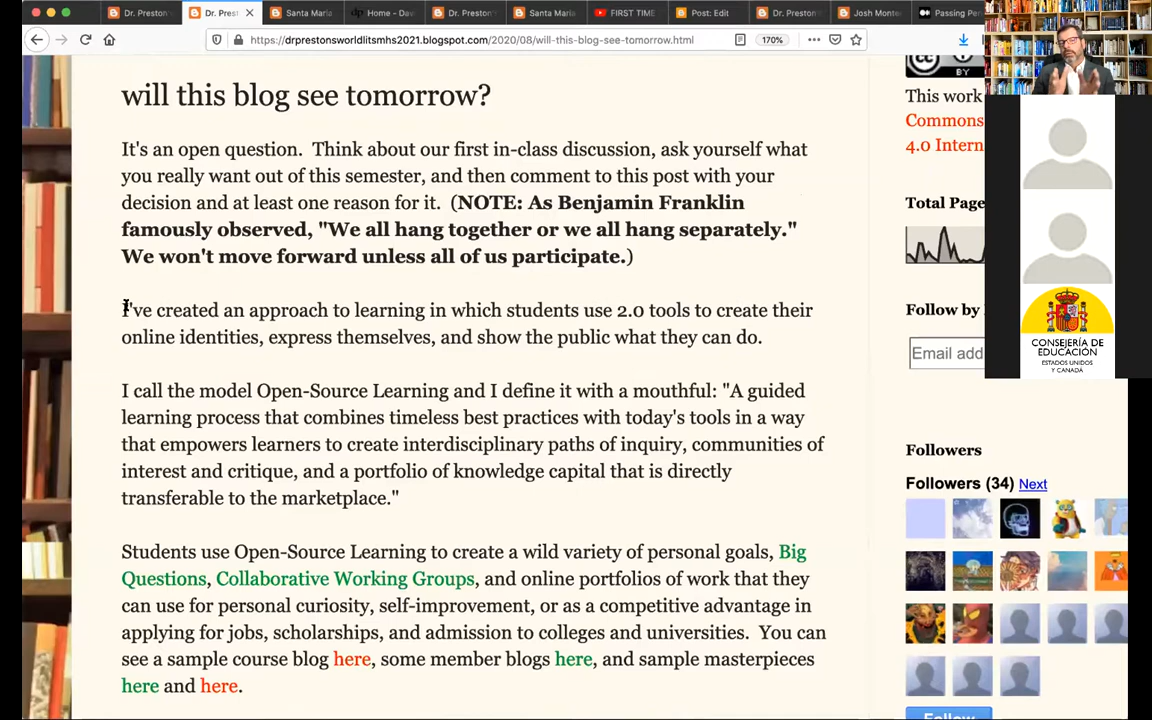 Dr. Preston'
Dr. Prest
Santa Maria
Home – Dav
Dr. Preston'
Santa Maria
FIRST TIME
Post: Edit
Dr. Preston'
Josh Mont
Passing Pe
https://drprestonsworldlitsmhs2021.blogspot.com/2020/08/will-this-blog-see-tomorrow.html
170%
will this blog see tomorrow?
It's an open question. Think about our first in-class discussion, ask yourself what
you really want out of this semester, and then comment to this post with your
decision and at least one reason for it. (NOTE: As Benjamin Franklin
famously observed, "We all hang together or we all hang separately."
We won't move forward unless all of us participate.)
I've created an approach to learning in which students use 2.0 tools to create their
online identities, express themselves, and show the public what they can do.
I call the model Open-Source Learning and I define it with a mouthful: "A guided
learning process that combines timeless best practices with today's tools in a way
that empowers learners to create interdisciplinary paths of inquiry, communities of
interest and critique, and a portfolio of knowledge capital that is directly
transferable to the marketplace."
Students use Open-Source Learning to create a wild variety of personal goals, Big
Questions, Collaborative Working Groups, and online portfolios of work that they
can use for personal curiosity, self-improvement, or as a competitive advantage in
applying for jobs, scholarships, and admission to colleges and universities. You can
see a sample course blog here, some member blogs here, and sample masterpieces
here and here.
cc
BY
This work
Commons
4.0 Intern
Total Page
Follow by
Email add
Followers
Followers (34) Next
Follow
CONSEJERÍA DE
EDUCACIÓN
ESTADOS UNIDOS
Y CANADÁ